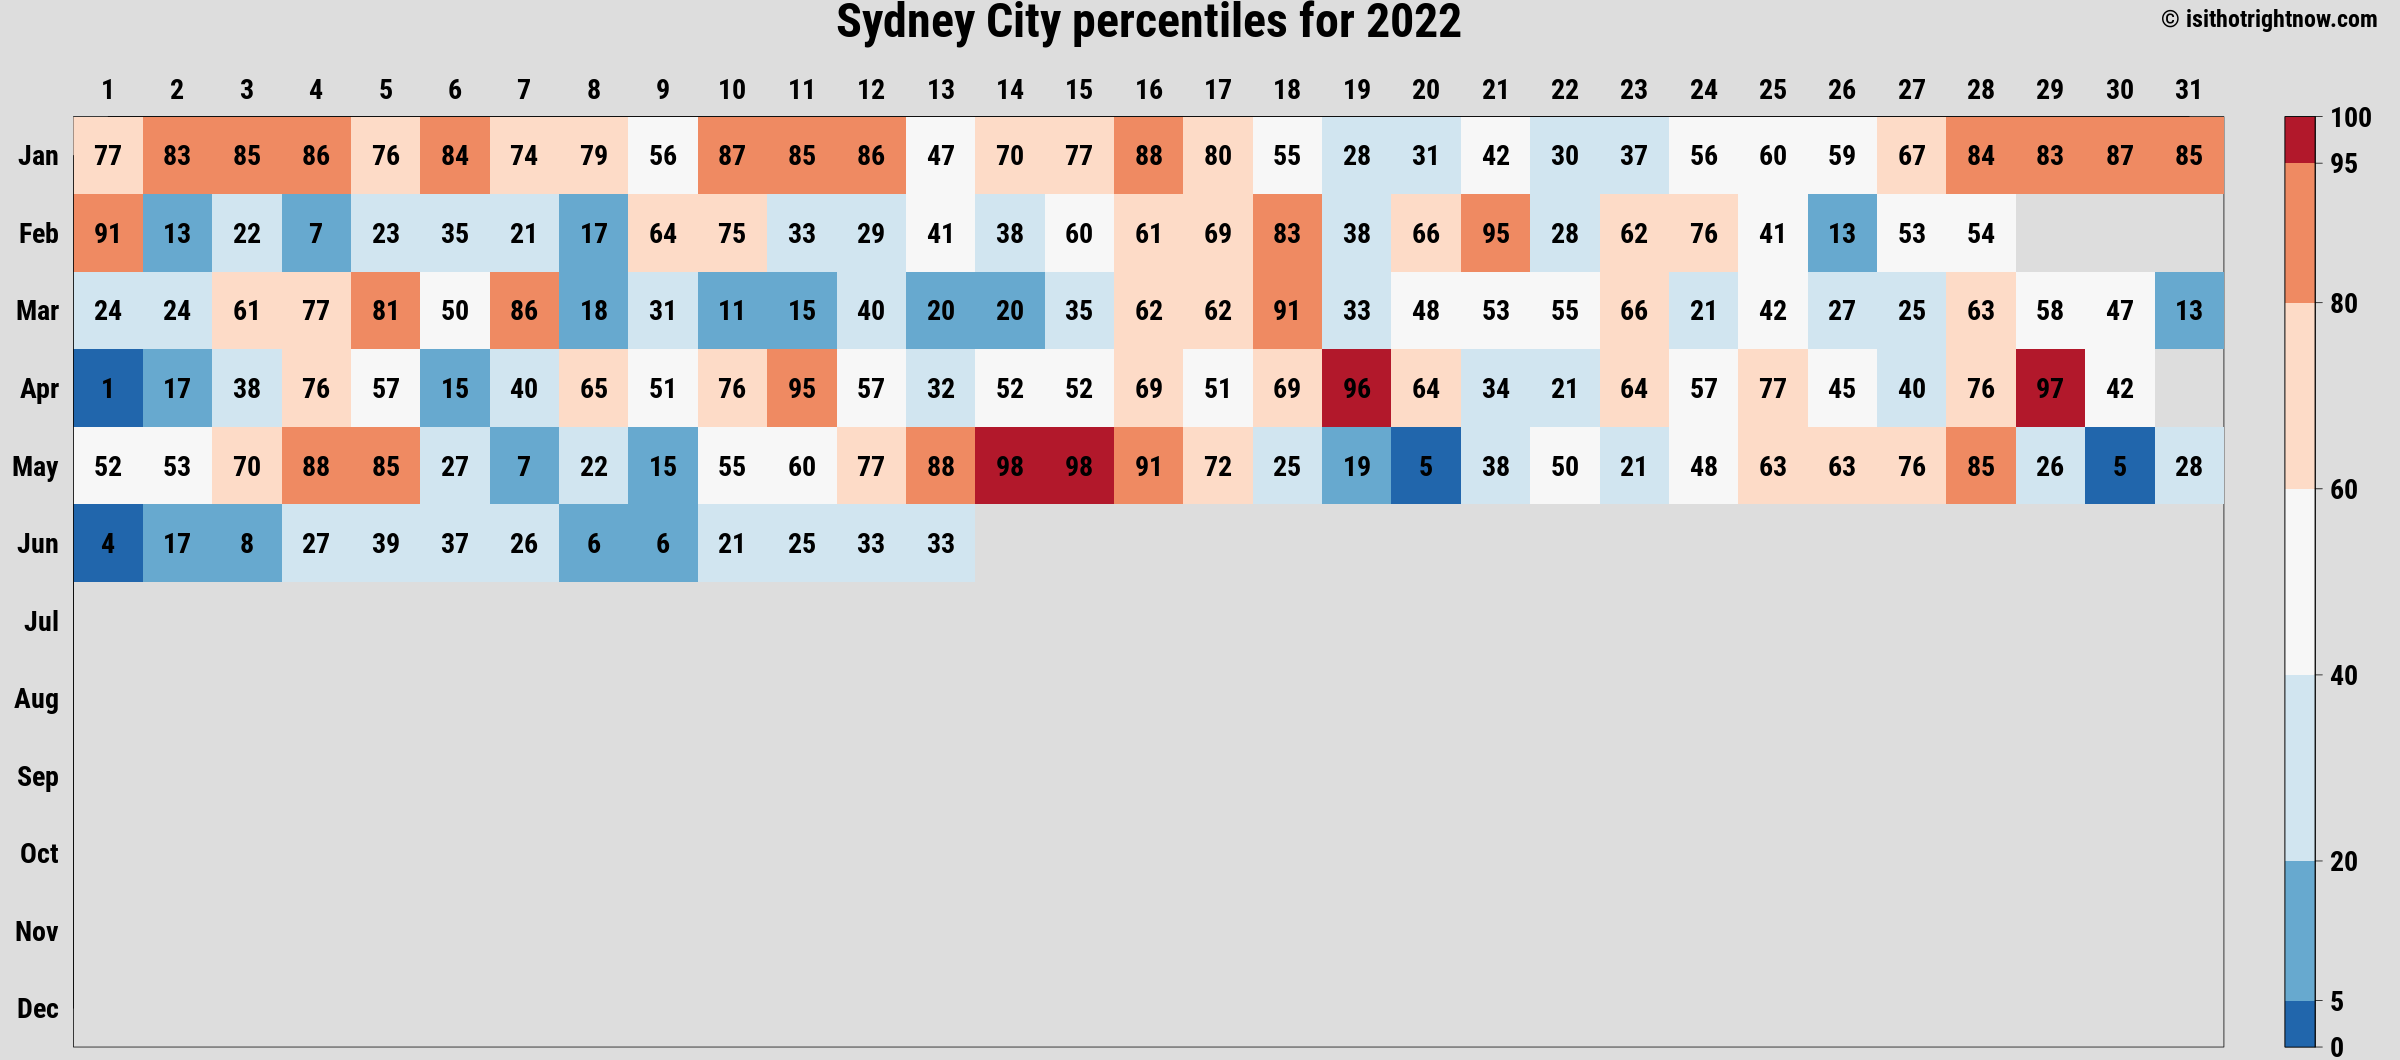 Sydney City percentiles for 2022
© isithotrightnow.com
1 2 3 4 5 6 7 8 9 10 11 12 13 14 15 16 17 18 19 20 21 22 23 24 25 26 27 28 29 30 31
Jan 77 83 85 86 76 84 74 79 56 87 85 86 47 70 77 88 80 55 28 31 42 30 37 56 60 59 67 84 83 87 85
Feb 91 13 22 7 23 35 21 17 64 75 33 29 41 38 60 61 69 83 38 66 95 28 62 76 41 13 53 54
Mar 24 24 61 77 81 50 86 18 31 11 15 40 20 20 35 62 62 91 33 48 53 55 66 21 42 27 25 63 58 47 13
Apr 1 17 38 76 57 15 40 65 51 76 95 57 32 52 52 69 51 69 96 64 34 21 64 57 77 45 40 76 97 42
May 52 53 70 88 85 27 7 22 15 55 60 77 88 98 98 91 72 25 19 5 38 50 21 48 63 63 76 85 26 5 28
Jun 4 17 8 27 39 37 26 6 6 21 25 33 33
Jul
Aug
Sep
Oct
Nov
Dec
100
95
80
60
40
20
5
0